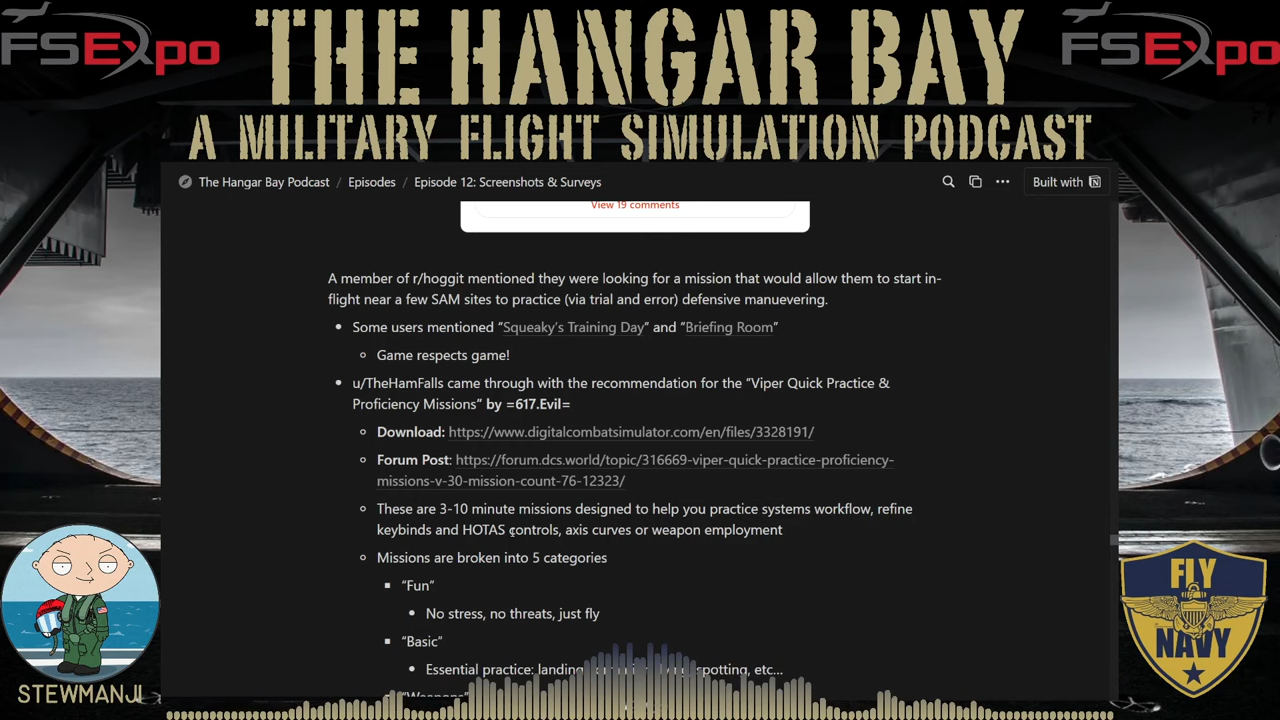 FSExpo
THE HANGAR BAY
FSExpo
A MILITARY FLIGHT SIMULATION PODCAST
The Hangar Bay Podcast / Episodes / Episode 12: Screenshots & Surveys
Built with
View 19 comments
A member of r/hoggit mentioned they were looking for a mission that would allow them to start in-
flight near a few SAM sites to practice (via trial and error) defensive manuevering.
• Some users mentioned “Squeaky’s Training Day” and “Briefing Room”
Game respects game!
• u/TheHamFalls came through with the recommendation for the “Viper Quick Practice &
Proficiency Missions” by =617.Evil=
Download: https://www.digitalcombatsimulator.com/en/files/3328191/
Forum Post: https://forum.dcs.world/topic/316669-viper-quick-practice-proficiency-
missions-v-30-mission-count-76-12323/
These are 3-10 minute missions designed to help you practice systems workflow, refine
keybinds and HOTAS controls, axis curves or weapon employment
Missions are broken into 5 categories
“Fun”
• No stress, no threats, just fly
“Basic”
• Essential practice: landing spotting, etc...
“Weapons”
STEWMANJI
FLY
NAVY